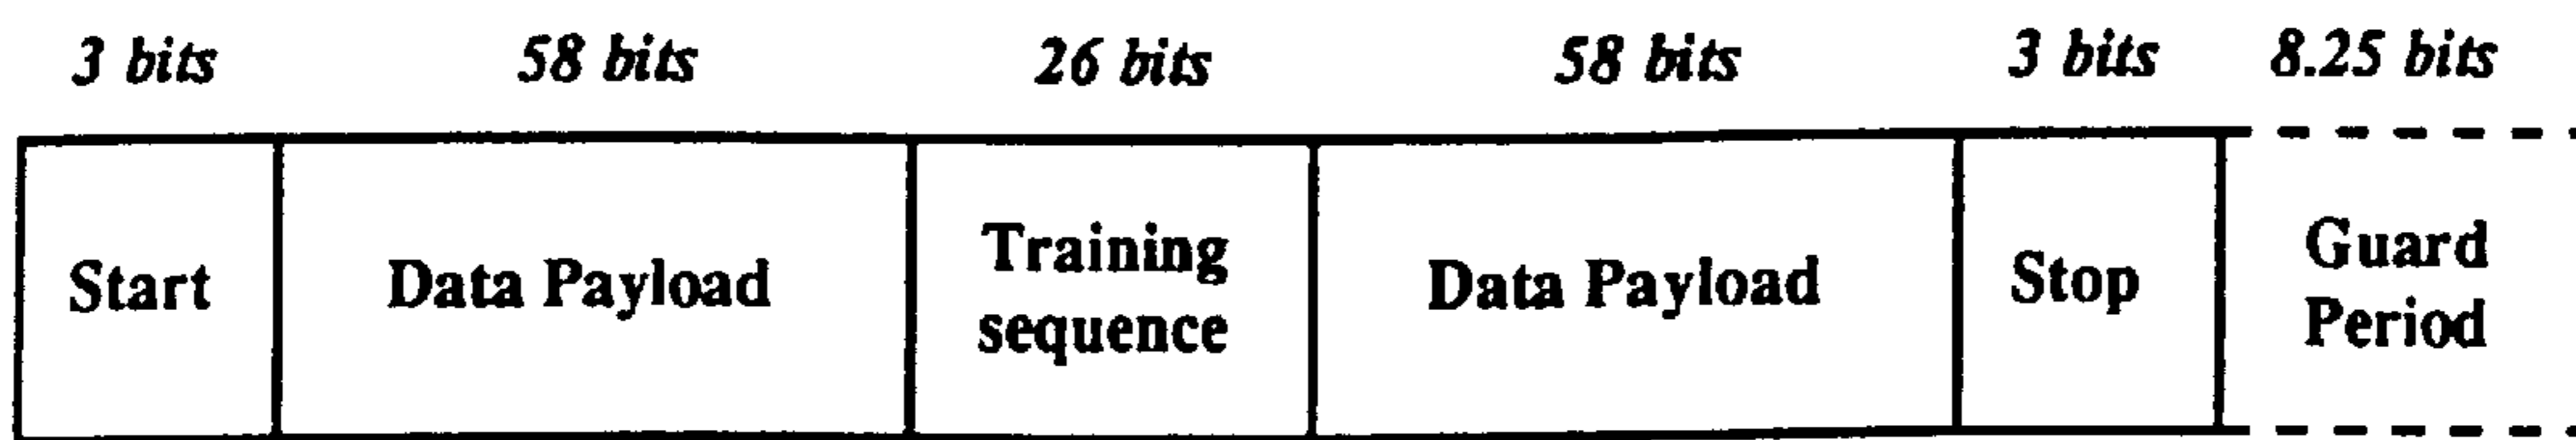 3 bits 58 bits 26 bits 58 bits 3 bits 8.25 bits
Start Data Payload Training sequence Data Payload Stop Guard Period